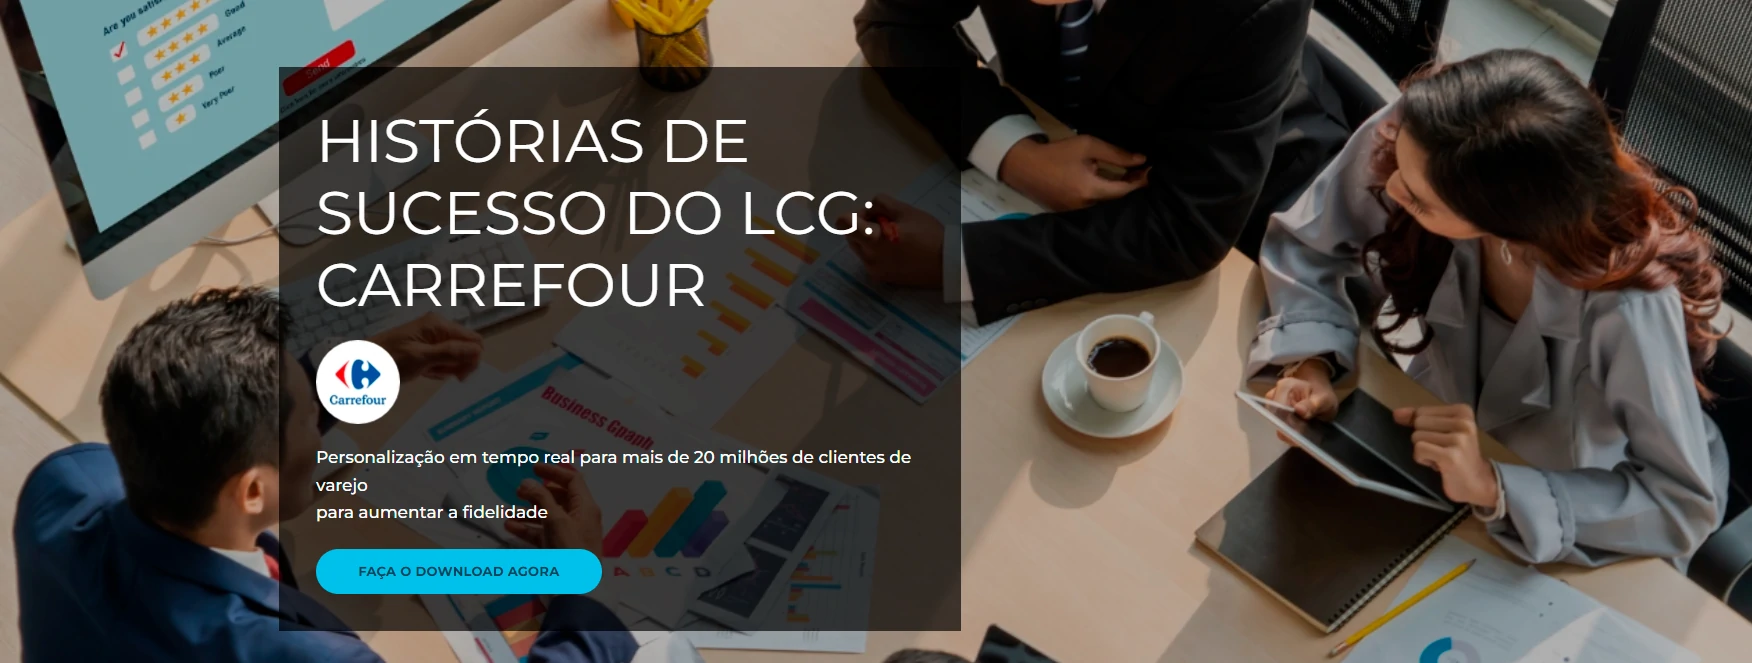 Are you satis
Good
Average
Poor
Very Poor
Send
HISTÓRIAS DE
SUCESSO DO LCG:
CARREFOUR
Carrefour
Business Graph
Personalização em tempo real para mais de 20 milhões de clientes de
varejo
para aumentar a fidelidade
FAÇA O DOWNLOAD AGORA
A B C D